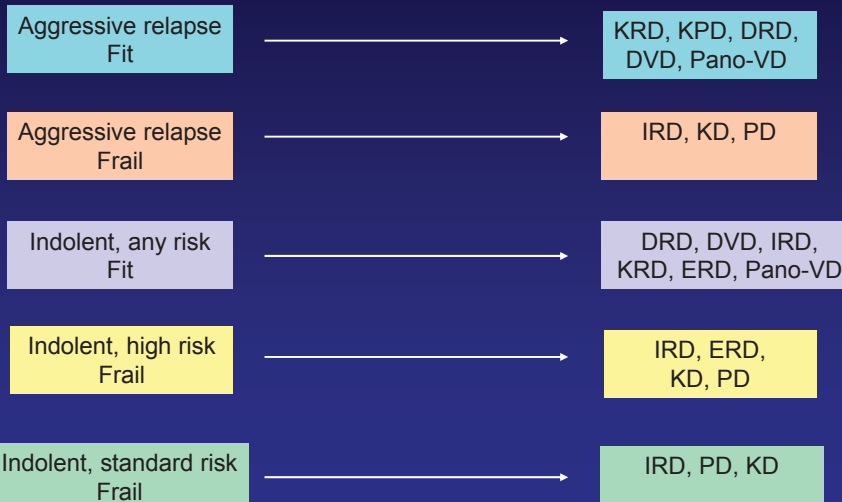 Aggressive relapse
Fit
KRD, KPD, DRD,
DVD, Pano-VD
Aggressive relapse
Frail
IRD, KD, PD
Indolent, any risk
Fit
DRD, DVD, IRD,
KRD, ERD, Pano-VD
Indolent, high risk
Frail
IRD, ERD,
KD, PD
Indolent, standard risk
Frail
IRD, PD, KD